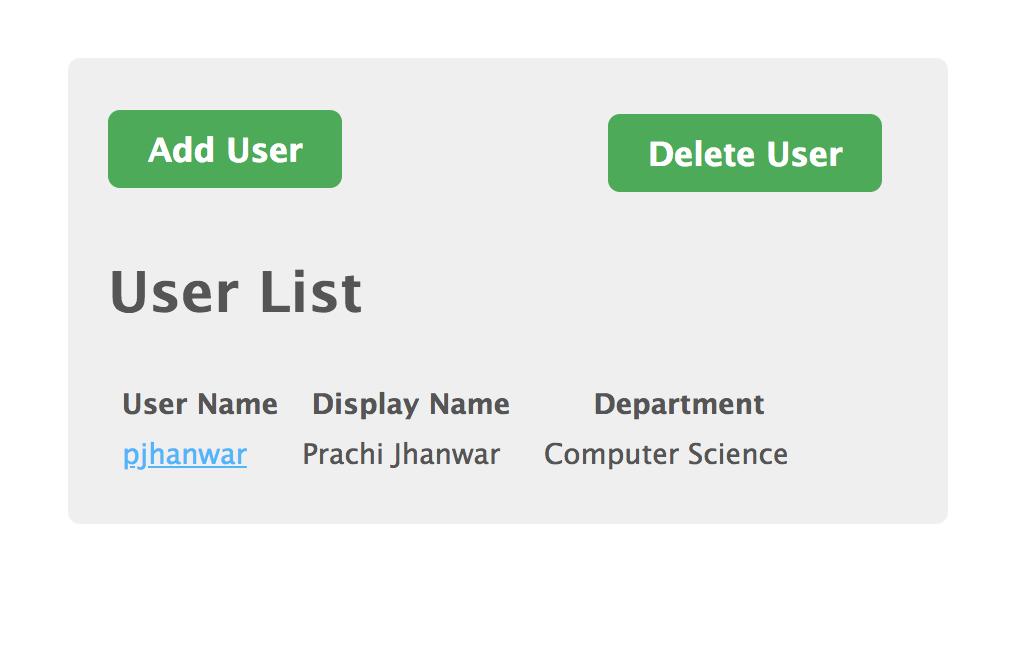 Add User Delete User
User List
User Name Display Name Department
pjhanwar Prachi Jhanwar Computer Science